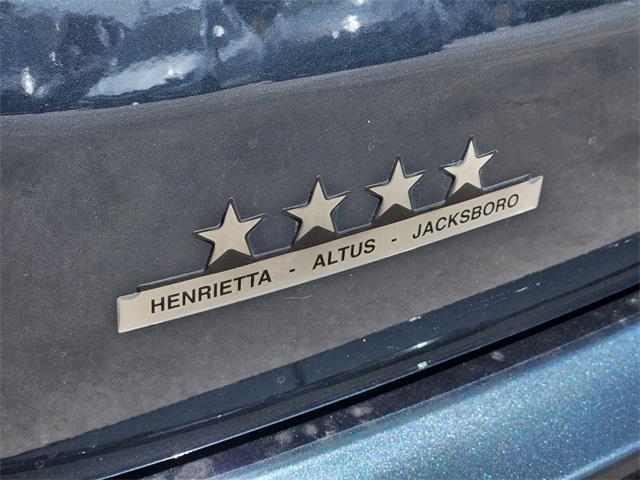 HENRIETTA - ALTUS - JACKSBORO